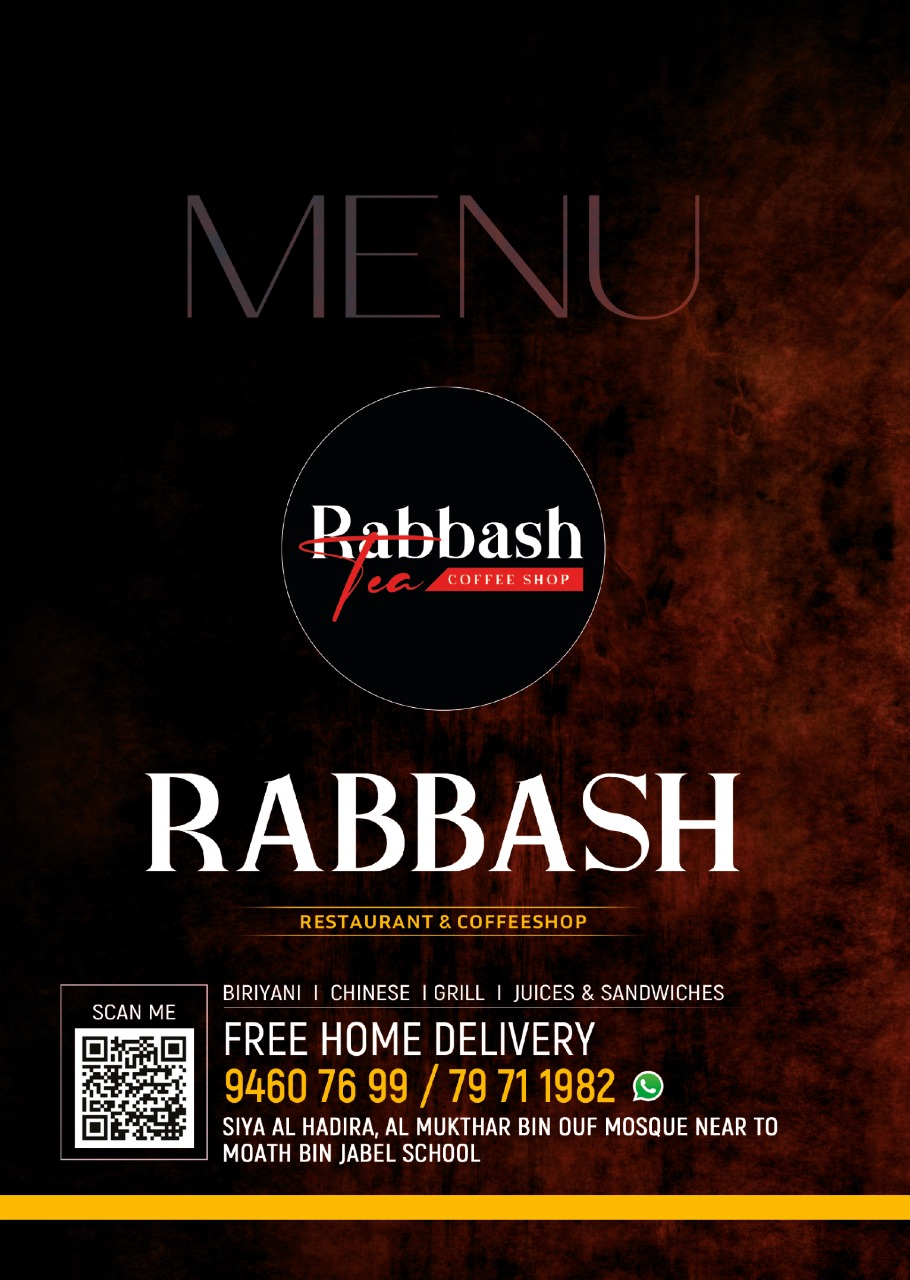 MENU
Rabbash
Tea COFFEE SHOP
RABBASH
RESTAURANT & COFFEESHOP
SCAN ME
BIRIYANI I CHINESE I GRILL I JUICES & SANDWICHES
FREE HOME DELIVERY
9460 76 99 / 79 71 1982
SIYA AL HADIRA, AL MUKTHAR BIN OUF MOSQUE NEAR TO
MOATH BIN JABEL SCHOOL